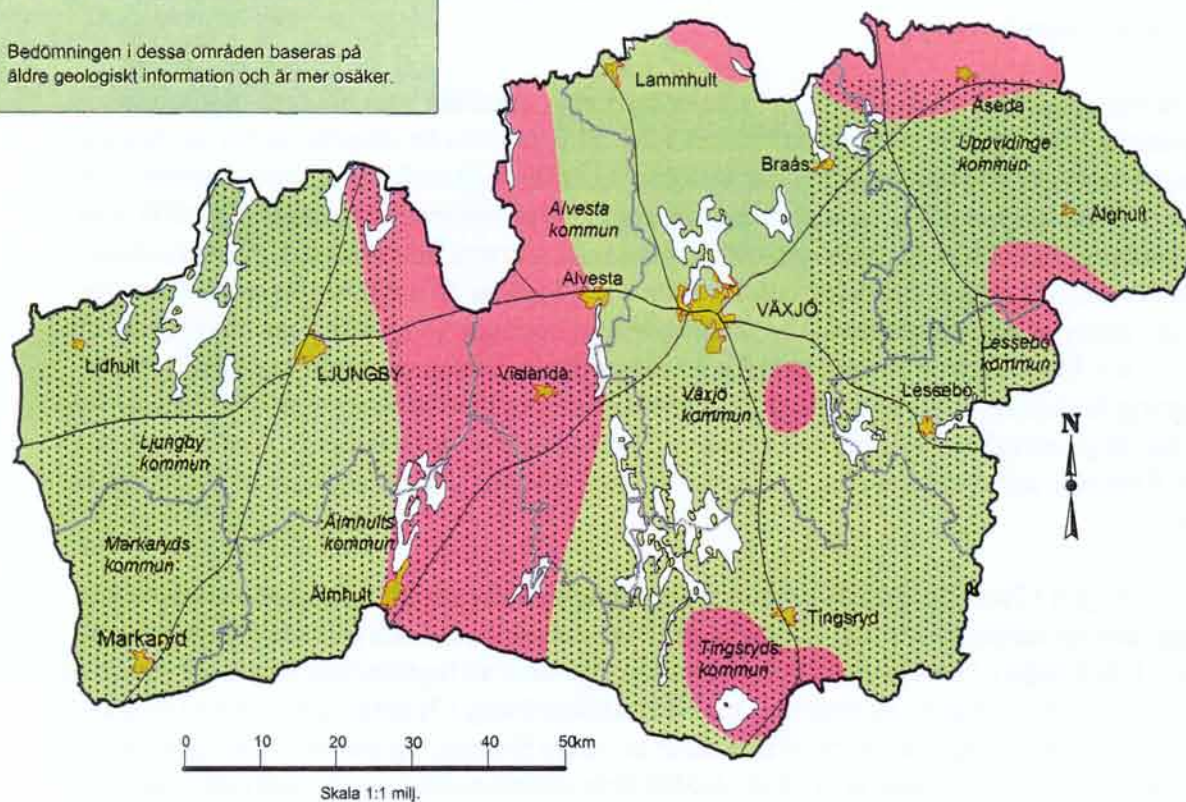 Bedömningen i dessa områden baseras på
äldre geologiskt information och är mer osäker.
Lammhult
Åseda
Uppvidinge
kommun
Braås
Älghult
Alvesta
kommun
Alvesta
VÄXJÖ
Lidhult
LJUNGBY
Vislanda
Växjö
kommun
Lessebo
kommun
Lessebo
Ljungby
kommun
N
Markaryds
kommun
Älmhults
kommun
Älmhult
Tingsryd
Markaryd
Tingsryds
kommun
0 10 20 30 40 50km
Skala 1:1 milj.